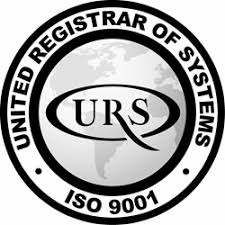 UNITED REGISTRAR OF SYSTEMS
URS
ISO 9001